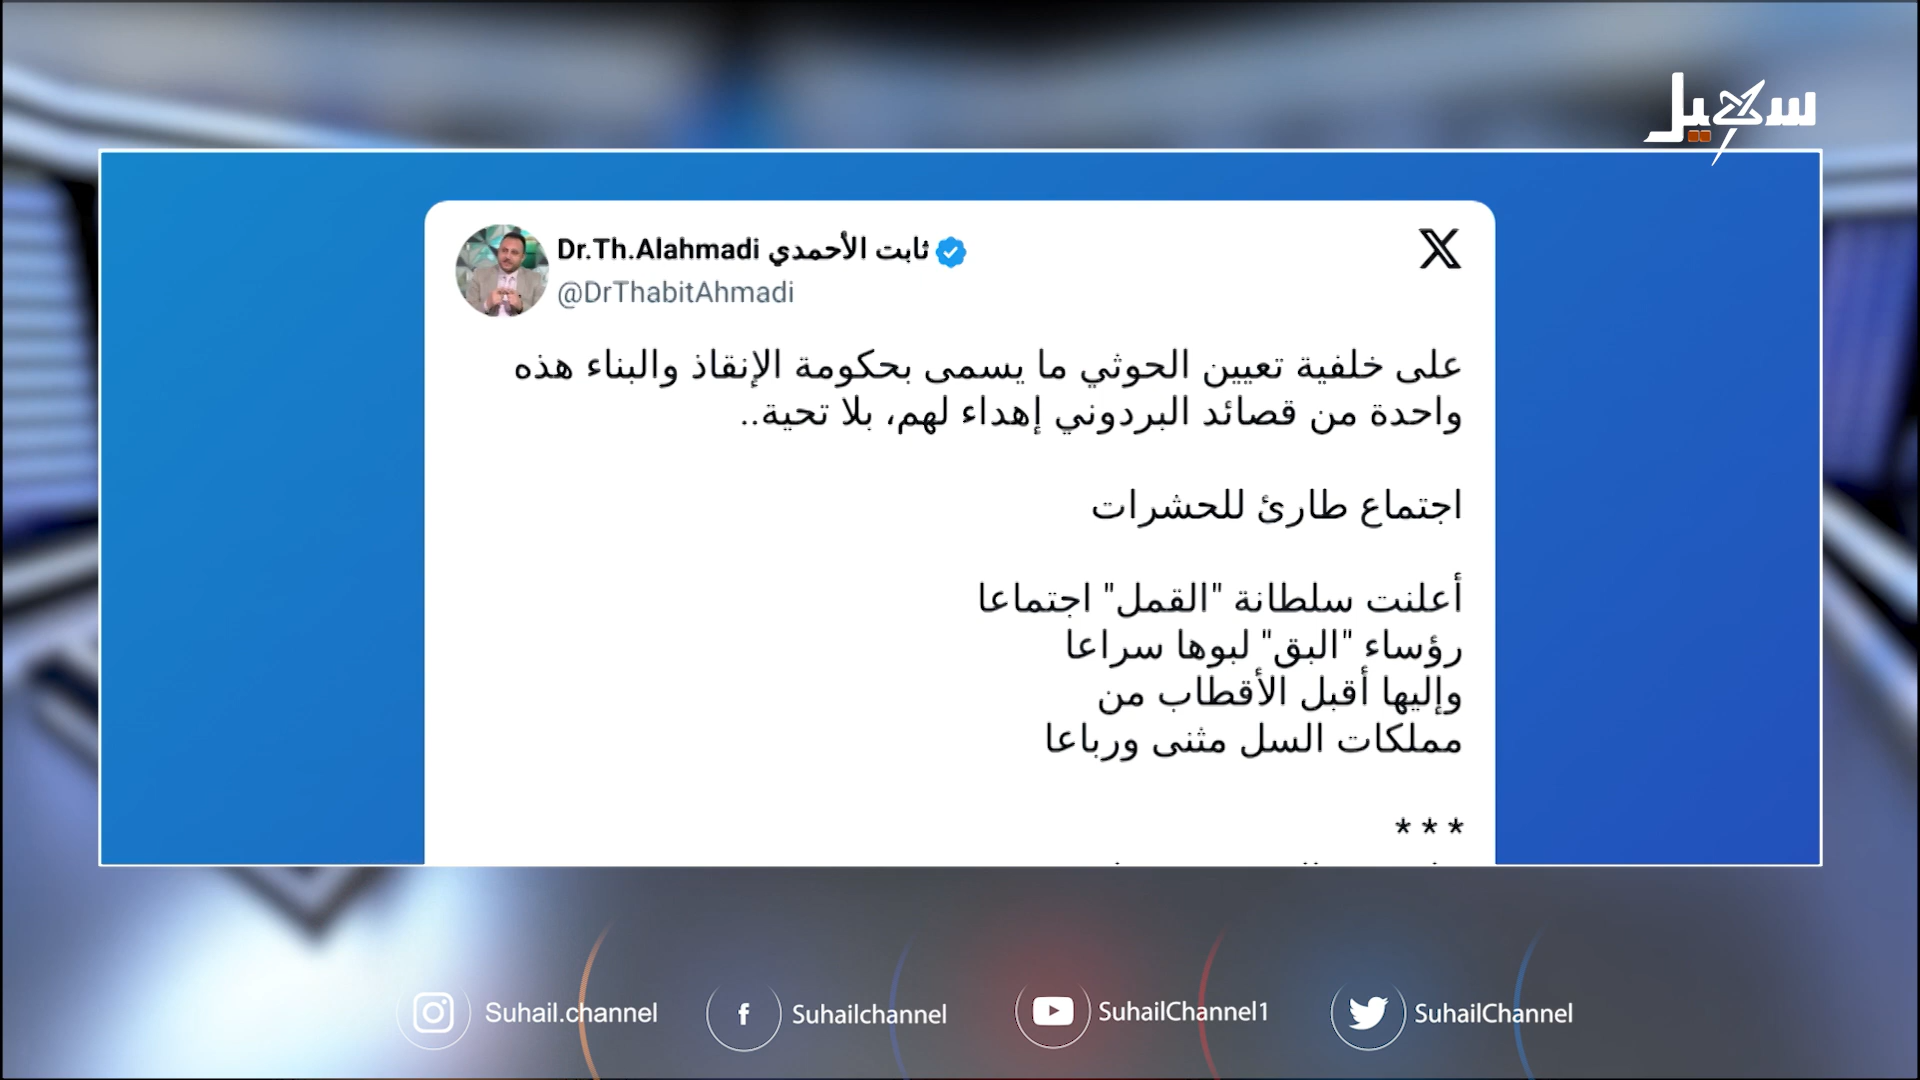 سهيل
Dr.Th.Alahmadi ثابت الأحمدي
@DrThabitAhmadi
على خلفية تعيين الحوثي ما يسمى بحكومة الإنقاذ والبناء هذه
واحدة من قصائد البردوني إهداء لهم، بلا تحية..
اجتماع طارئ للحشرات
أعلنت سلطانة "القمل" اجتماعا
رؤساء "البق" لبوها سراعا
وإليها أقبل الأقطاب من
مملكات السل مثنى ورباعا
* * *
Suhail.channel
Suhailchannel
SuhailChannel1
SuhailChannel